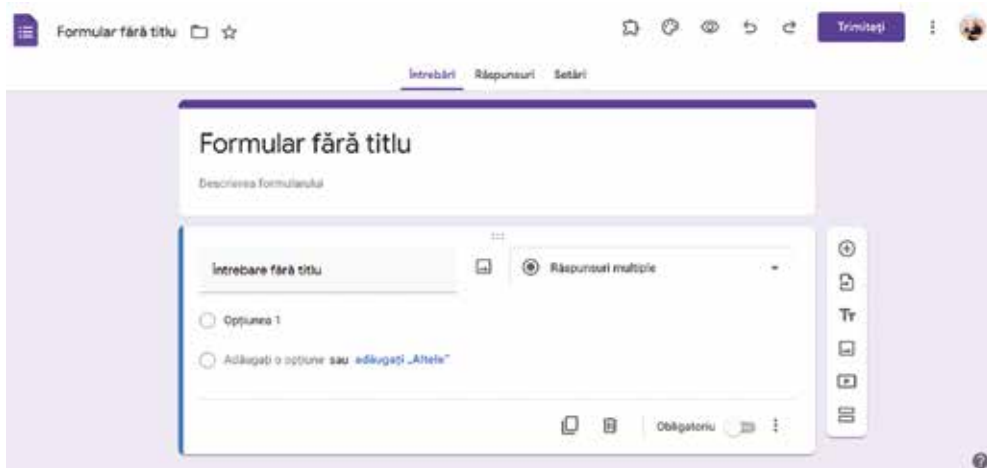 Formular fără titlu
Trimiteți
Întrebări Răspunsuri Setări
Formular fără titlu
Descrierea formularului
Întrebare fără titlu
Răspunsuri multiple
Opțiunea 1
Adăugați o opțiune sau adăugați „Altele”
Obligatoriu